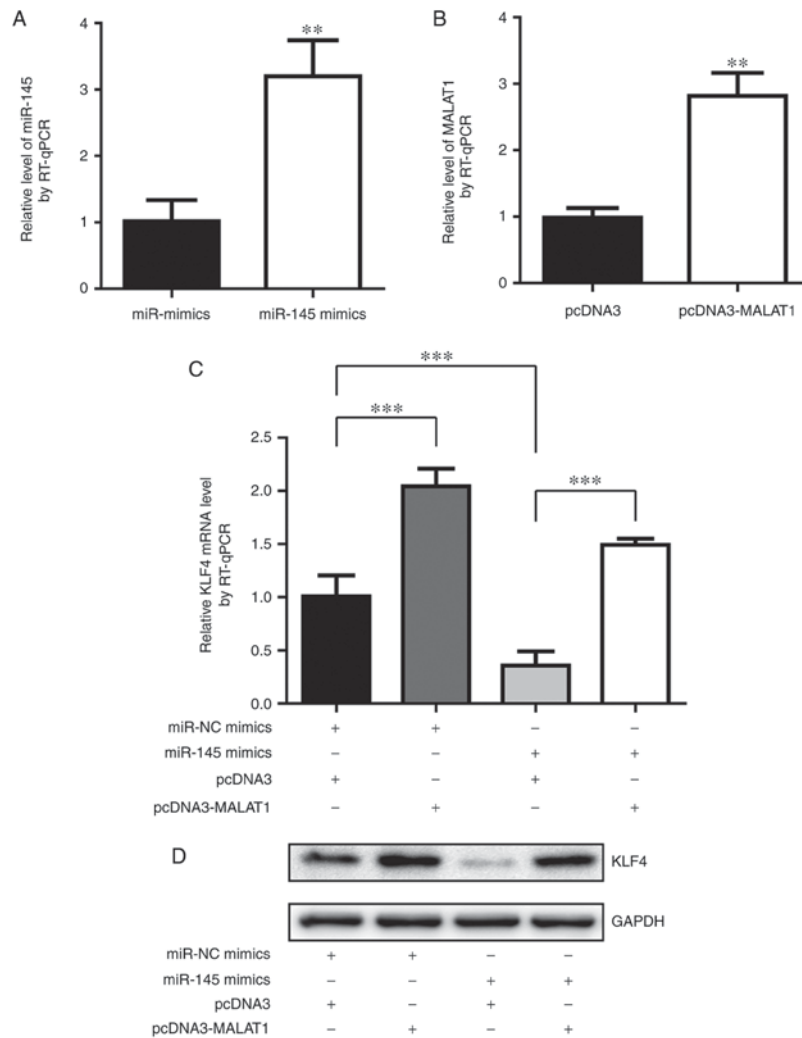 A
Relative level of miR-145
by RT-qPCR
4
3
2
1
0
**
miR-mimics miR-145 mimics
B
Relative level of MALAT1
by RT-qPCR
4
3
2
1
0
**
pcDNA3 pcDNA3-MALAT1
C
Relative KLF4 mRNA level
by RT-qPCR
***
*** ***
2.5
2.0
1.5
1.0
0.5
0.0
miR-NC mimics + + – –
miR-145 mimics – – + +
pcDNA3 + – + –
pcDNA3-MALAT1 – + – +
D
KLF4
GAPDH
miR-NC mimics + + – –
miR-145 mimics – – + +
pcDNA3 + – + –
pcDNA3-MALAT1 – + – +